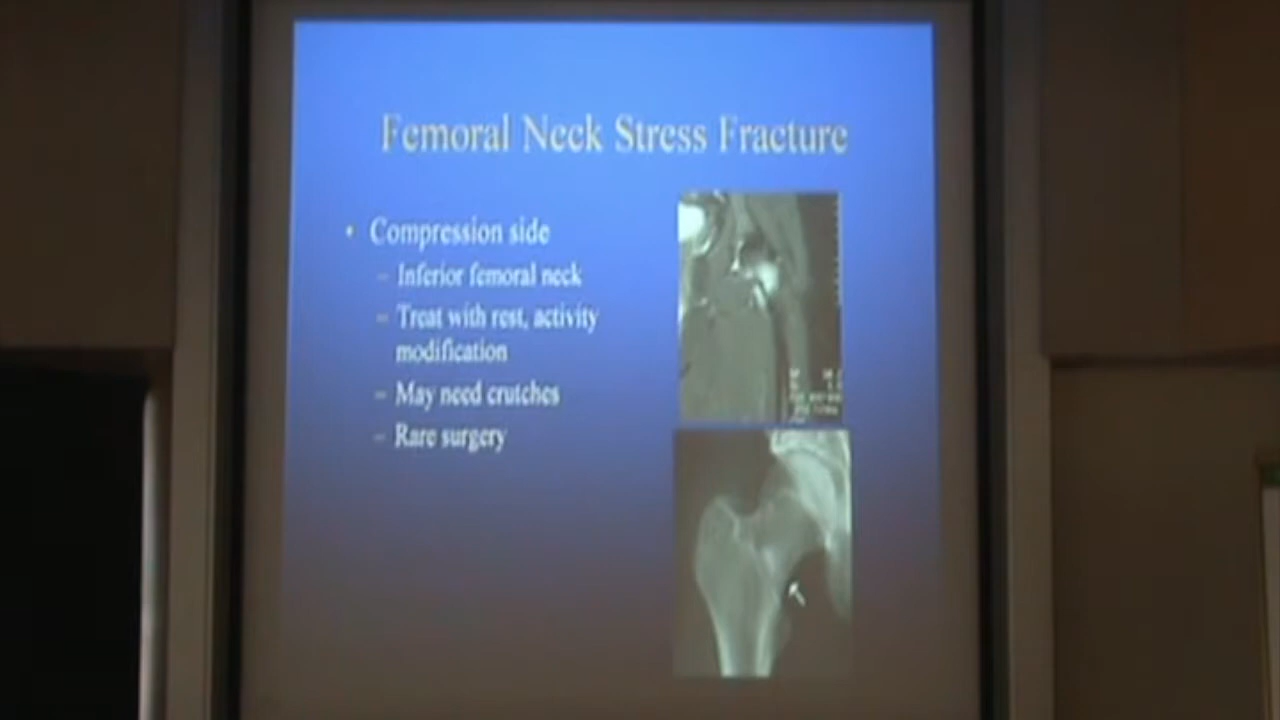 Femoral Neck Stress Fracture
• Compression side
– Inferior femoral neck
– Treat with rest, activity
modification
– May need crutches
– Rare surgery